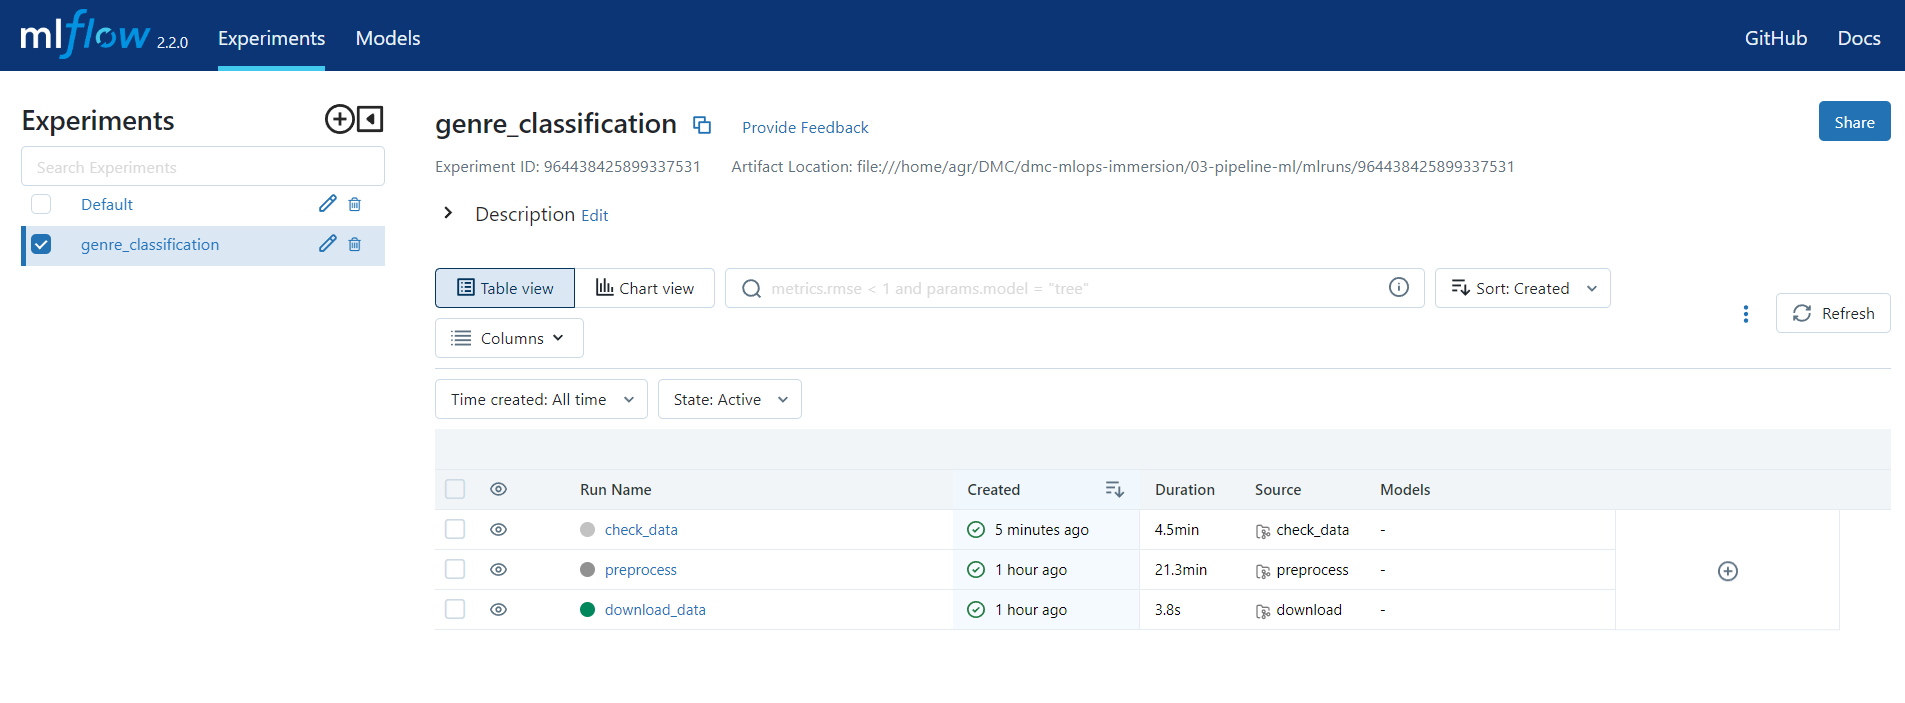 mlflow 2.2.0 Experiments Models GitHub Docs
Experiments
Search Experiments
Default
genre_classification
genre_classification Provide Feedback Share
Experiment ID: 964438425899337531 Artifact Location: file:///home/agr/DMC/dmc-mlops-immersion/03-pipeline-ml/mlruns/964438425899337531
Description Edit
Table view Chart view metrics.rmse < 1 and params.model = "tree" Sort: Created
Refresh
Columns
Time created: All time State: Active
Run Name Created Duration Source Models
check_data 5 minutes ago 4.5min check_data -
preprocess 1 hour ago 21.3min preprocess -
download_data 1 hour ago 3.8s download -